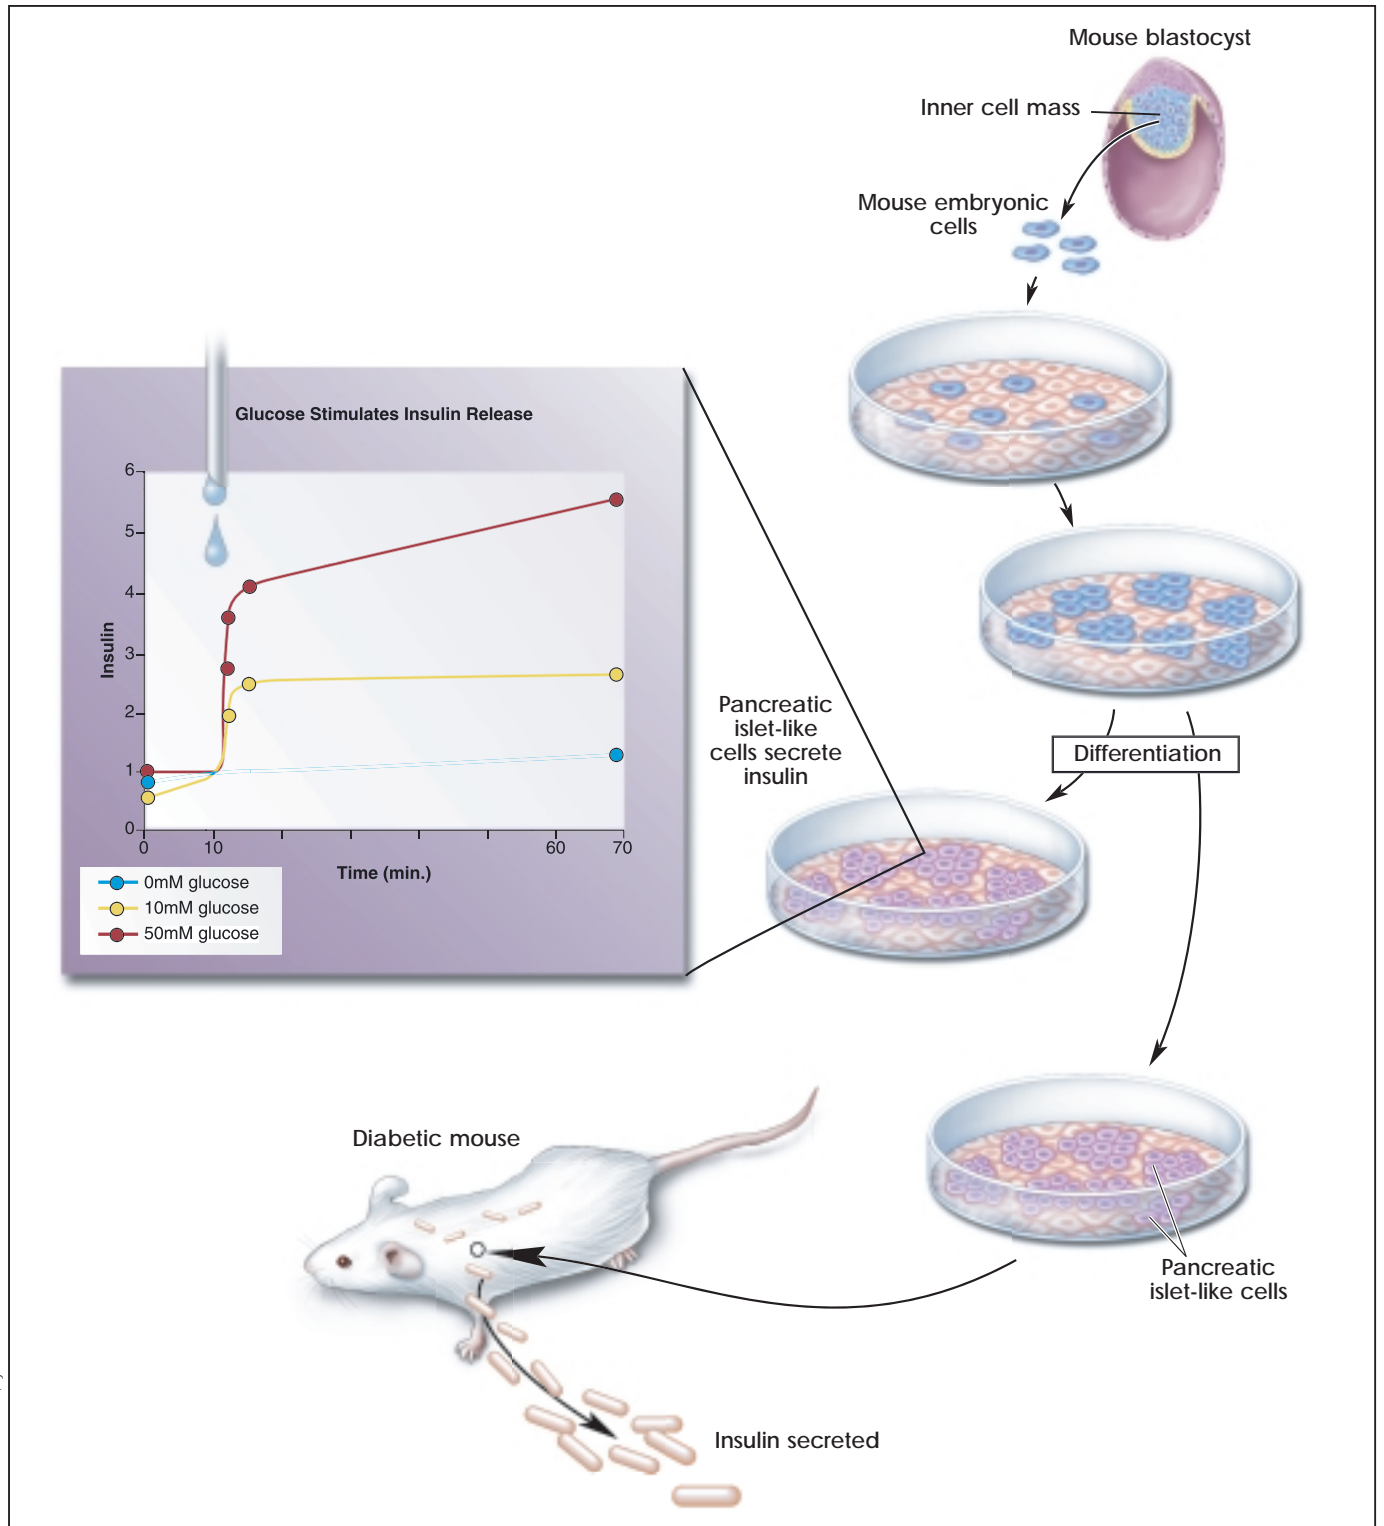 Mouse blastocyst
Inner cell mass
Mouse embryonic
cells
Glucose Stimulates Insulin Release
6
5
4
3
2
1
0
Insulin
0
10
60
70
Time (min.)
0mM glucose
10mM glucose
50mM glucose
Pancreatic
islet-like
cells secrete
insulin
Differentiation
Diabetic mouse
Pancreatic
islet-like cells
Insulin secreted